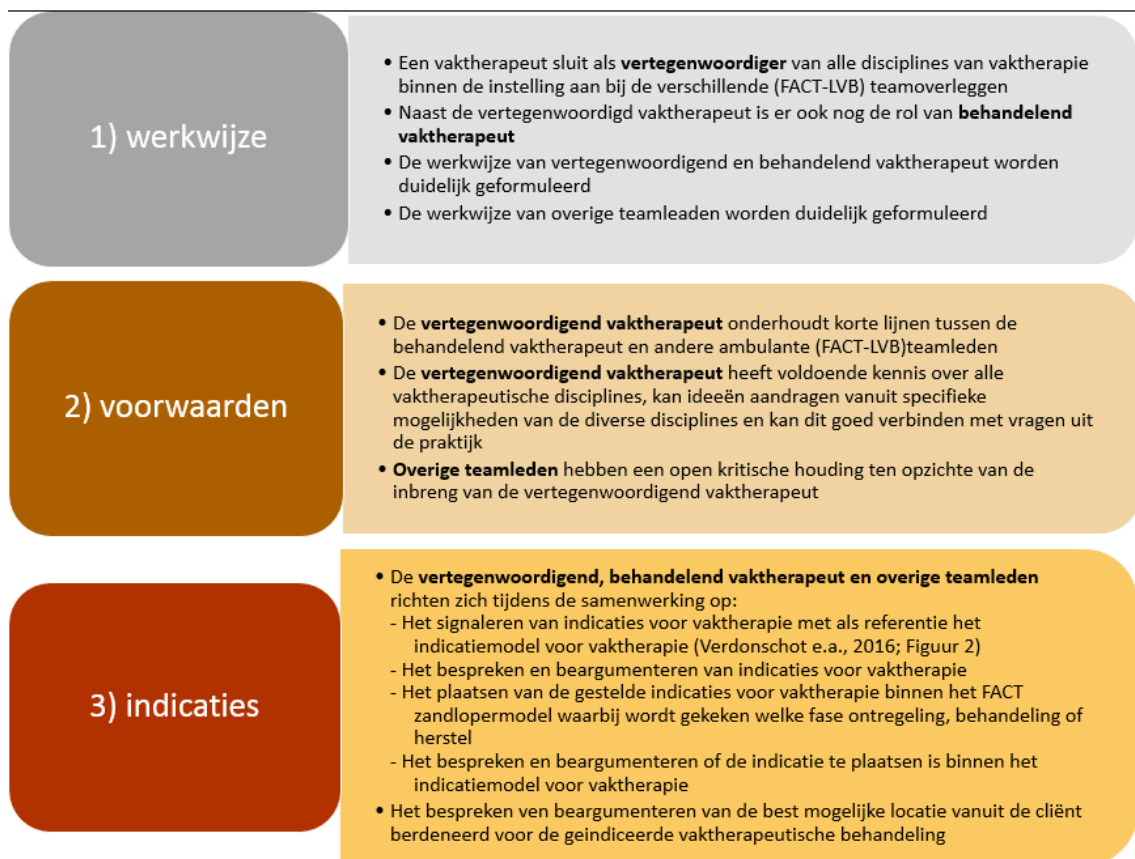 1) werkwijze
• Een vaktherapeut sluit als vertegenwoordiger van alle disciplines van vaktherapie
binnen de instelling aan bij de verschillende (FACT-LVB) teamoverleggen
• Naast de vertegenwoordigd vaktherapeut is er ook nog de rol van behandelend
vaktherapeut
• De werkwijze van vertegenwoordigend en behandelend vaktherapeut worden
duidelijk geformuleerd
• De werkwijze van overige teamleaden worden duidelijk geformuleerd
2) voorwaarden
• De vertegenwoordigend vaktherapeut onderhoudt korte lijnen tussen de
behandelend vaktherapeut en andere ambulante (FACT-LVB)teamleden
• De vertegenwoordigend vaktherapeut heeft voldoende kennis over alle
vaktherapeutische disciplines, kan ideeën aandragen vanuit specifieke
mogelijkheden van de diverse disciplines en kan dit goed verbinden met vragen uit
de praktijk
• Overige teamleden hebben een open kritische houding ten opzichte van de
inbreng van de vertegenwoordigend vaktherapeut
3) indicaties
• De vertegenwoordigend, behandelend vaktherapeut en overige teamleden
richten zich tijdens de samenwerking op:
- Het signaleren van indicaties voor vaktherapie met als referentie het
indicatiemodel voor vaktherapie (Verdonschot e.a., 2016; Figuur 2)
- Het bespreken en beargumenteren van indicaties voor vaktherapie
- Het plaatsen van de gestelde indicaties voor vaktherapie binnen het FACT
zandlopermodel waarbij wordt gekeken welke fase ontregeling, behandeling of
herstel
- Het bespreken en beargumenteren of de indicatie te plaatsen is binnen het
indicatiemodel voor vaktherapie
• Het bespreken ven beargumenteren van de best mogelijke locatie vanuit de cliënt
berdeneerd voor de geindiceerde vaktherapeutische behandeling